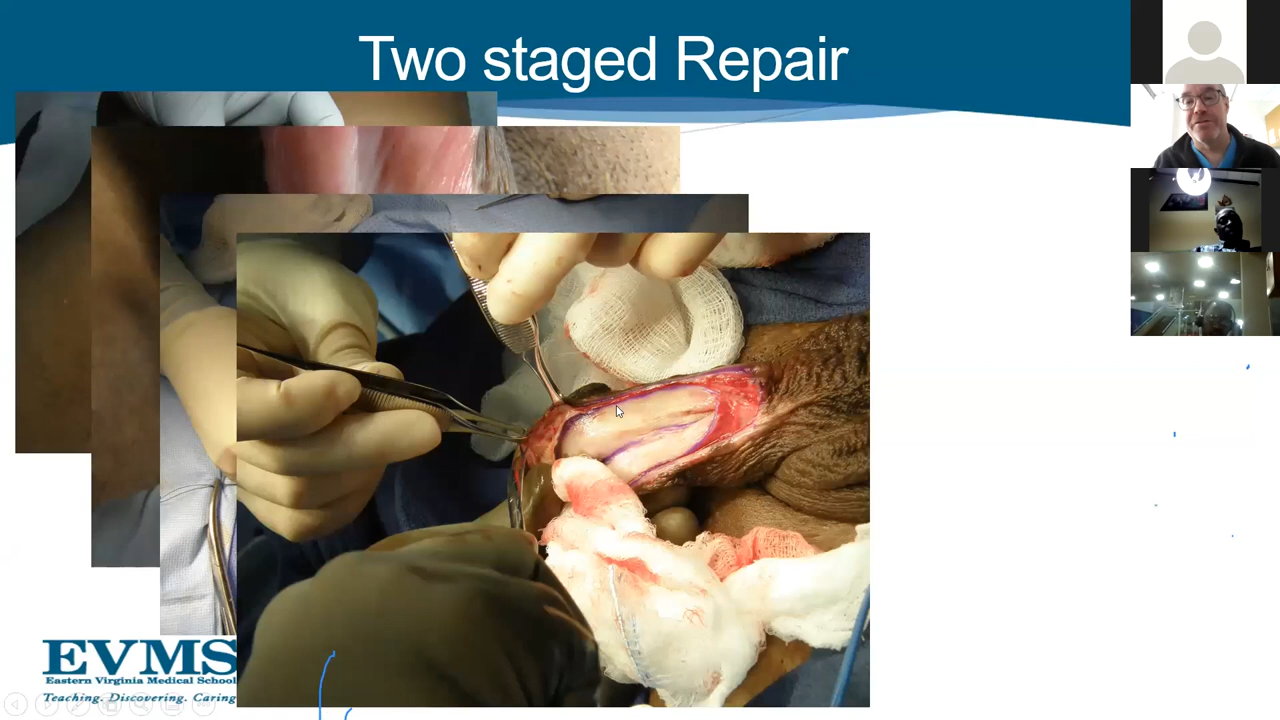 Two staged Repair
EVMS
Eastern Virginia Medical School
Teaching. Discovering. Caring